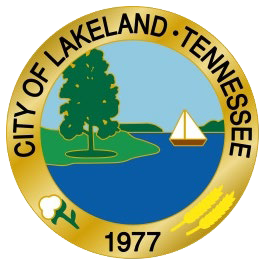 CITY OF LAKELAND · TENNESSEE
1977